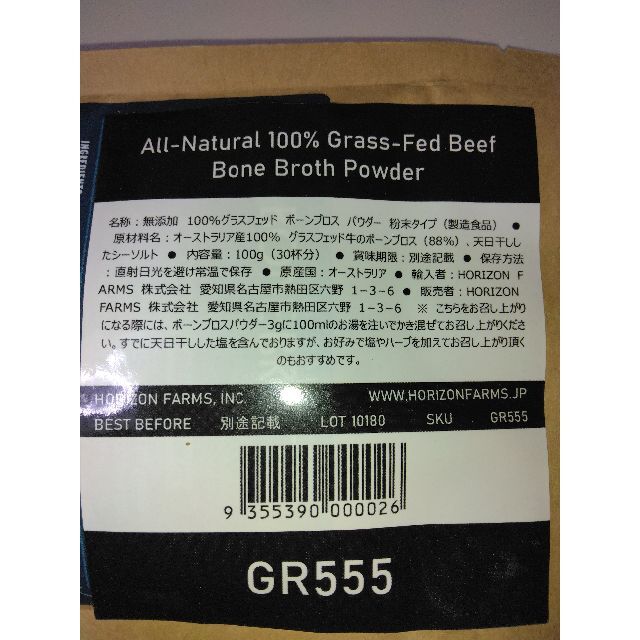 INGREDIENTS
All-Natural 100% Grass-Fed Beef
Bone Broth Powder
名称：無添加 100%グラスフェッド ボーンブロス パウダー 粉末タイプ（製造食品） ●
原材料名：オーストラリア産100% グラスフェッド牛のボーンブロス（88%）、天日干しし
たシーソルト ● 内容量：100g（30杯分） ● 賞味期限：別途記載 ● 保存方法
：直射日光を避け常温で保存 ● 原産国：オーストラリア ● 輸入者：HORIZON F
ARMS 株式会社 愛知県名古屋市熱田区六野 1－3－6 ● 販売者：HORIZON
FARMS 株式会社 愛知県名古屋市熱田区六野 1－3－6 ※ こちらをお召し上がり
になる際には、ボーンブロスパウダー3gに100mlのお湯を注いでかき混ぜてお召し上がりくださ
い。すでに天日干しした塩を含んでおりますが、お好みで塩やハーブを加えてお召し上がり頂く
のもおすすめです。
HORIZON FARMS, INC. WWW.HORIZONFARMS.JP
BEST BEFORE 別途記載 LOT 10180 SKU GR555
9 355390 000026
GR555